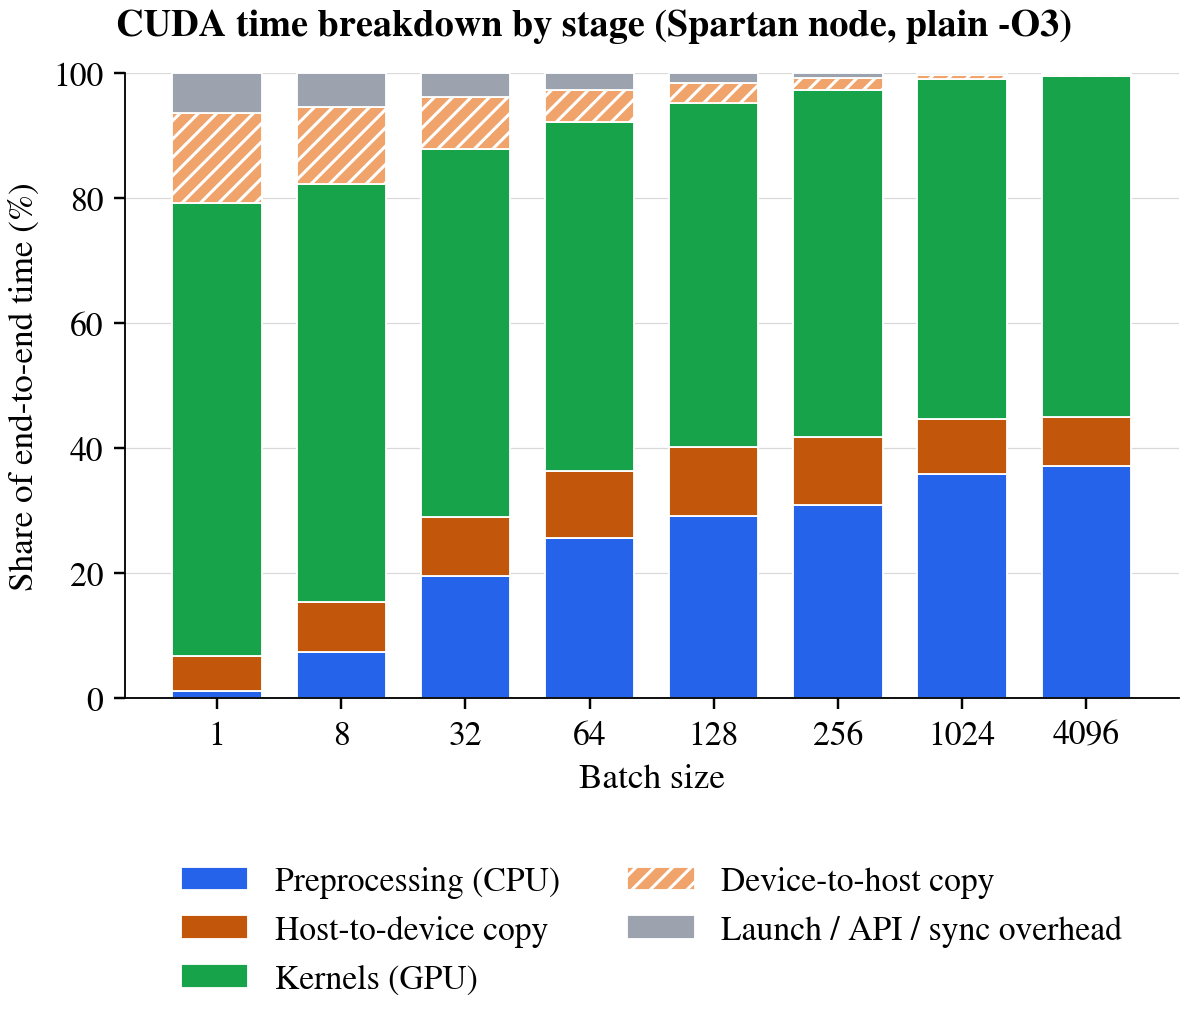 CUDA time breakdown by stage (Spartan node, plain -O3)
Share of end-to-end time (%)
100
80
60
40
20
0
1 8 32 64 128 256 1024 4096
Batch size
Preprocessing (CPU)
Host-to-device copy
Kernels (GPU)
Device-to-host copy
Launch / API / sync overhead